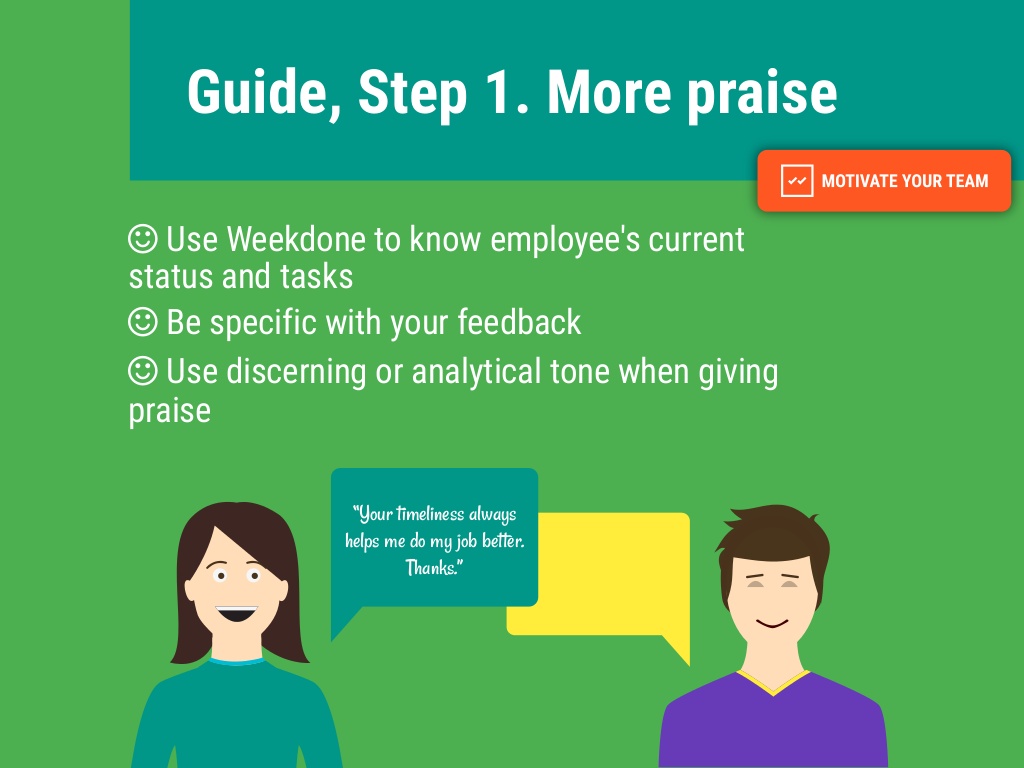 Guide, Step 1. More praise
MOTIVATE YOUR TEAM
☺ Use Weekdone to know employee's current
status and tasks
☺ Be specific with your feedback
☺ Use discerning or analytical tone when giving
praise
“Your timeliness always
helps me do my job better.
Thanks.”